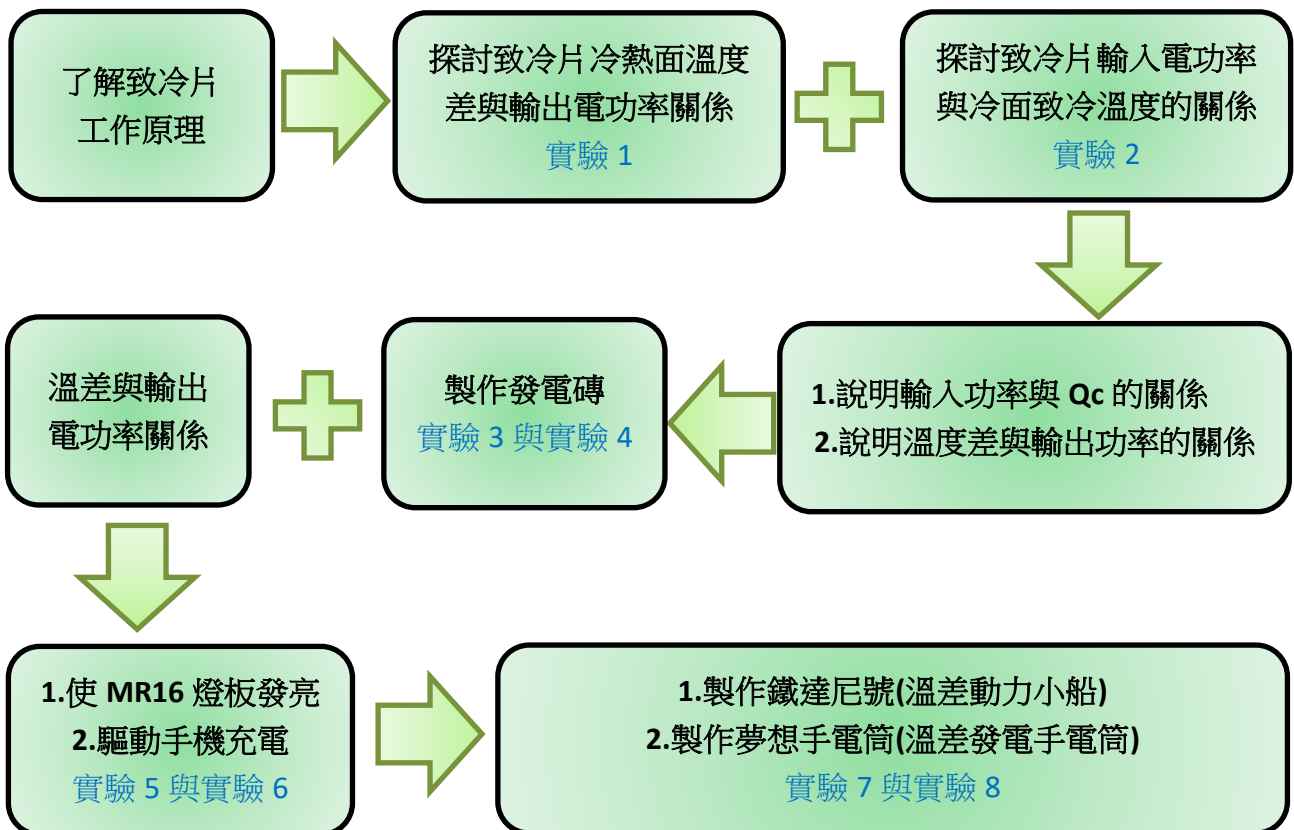 了解致冷片
工作原理
探討致冷片冷熱面溫度
差與輸出電功率關係
實驗 1
探討致冷片輸入電功率
與冷面致冷溫度的關係
實驗 2
1.說明輸入功率與 Qc 的關係
2.說明溫度差與輸出功率的關係
製作發電磚
實驗 3 與實驗 4
溫差與輸出
電功率關係
1.使 MR16 燈板發亮
2.驅動手機充電
實驗 5 與實驗 6
1.製作鐵達尼號(溫差動力小船)
2.製作夢想手電筒(溫差發電手電筒)
實驗 7 與實驗 8